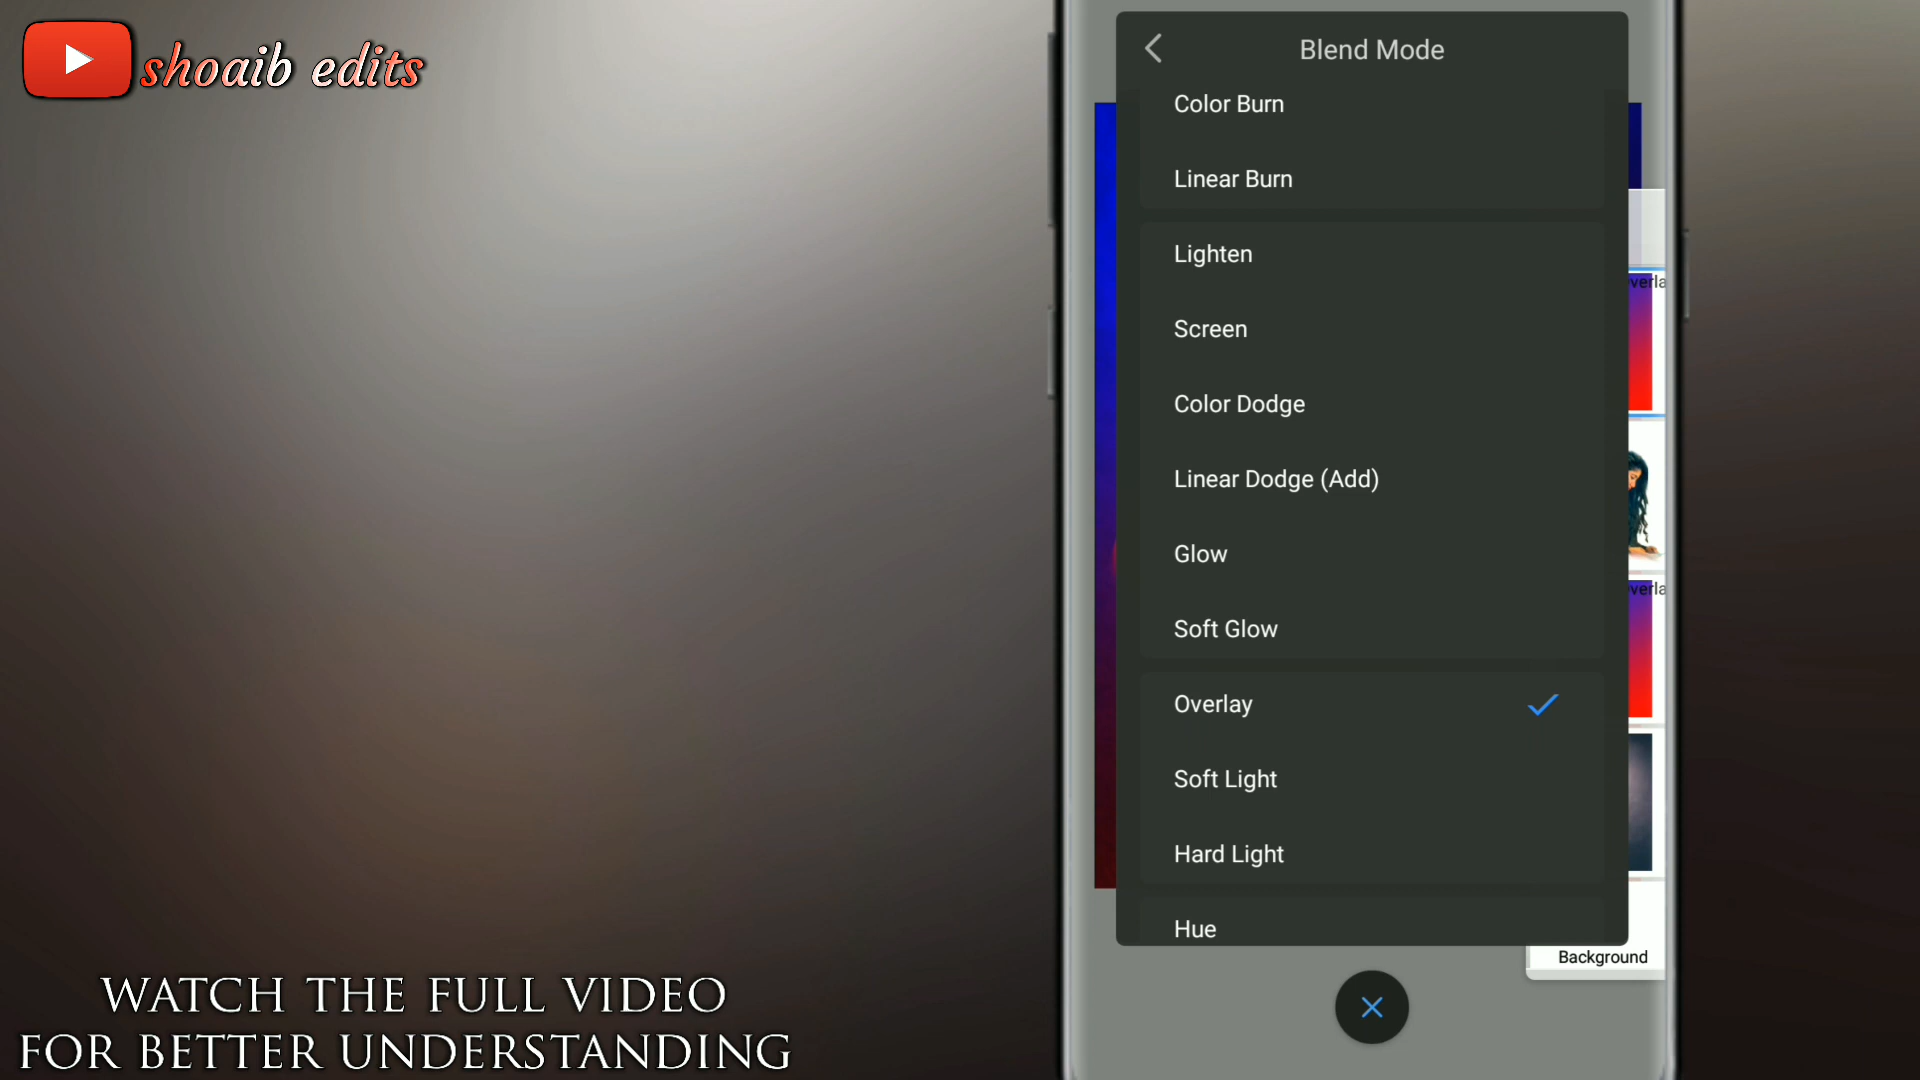 shoaib edits
Blend Mode
Color Burn
Linear Burn
Lighten
Screen
Color Dodge
Linear Dodge (Add)
Glow
Soft Glow
Overlay
Soft Light
Hard Light
Hue
Background
WATCH THE FULL VIDEO
FOR BETTER UNDERSTANDING